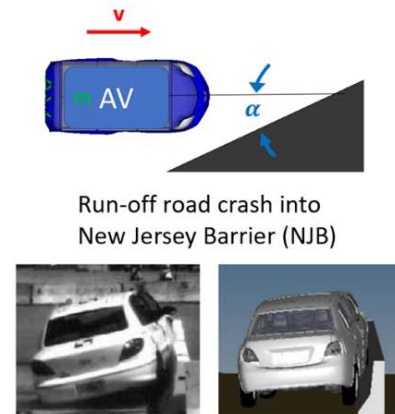 v
m AV
α
Run-off road crash into
New Jersey Barrier (NJB)